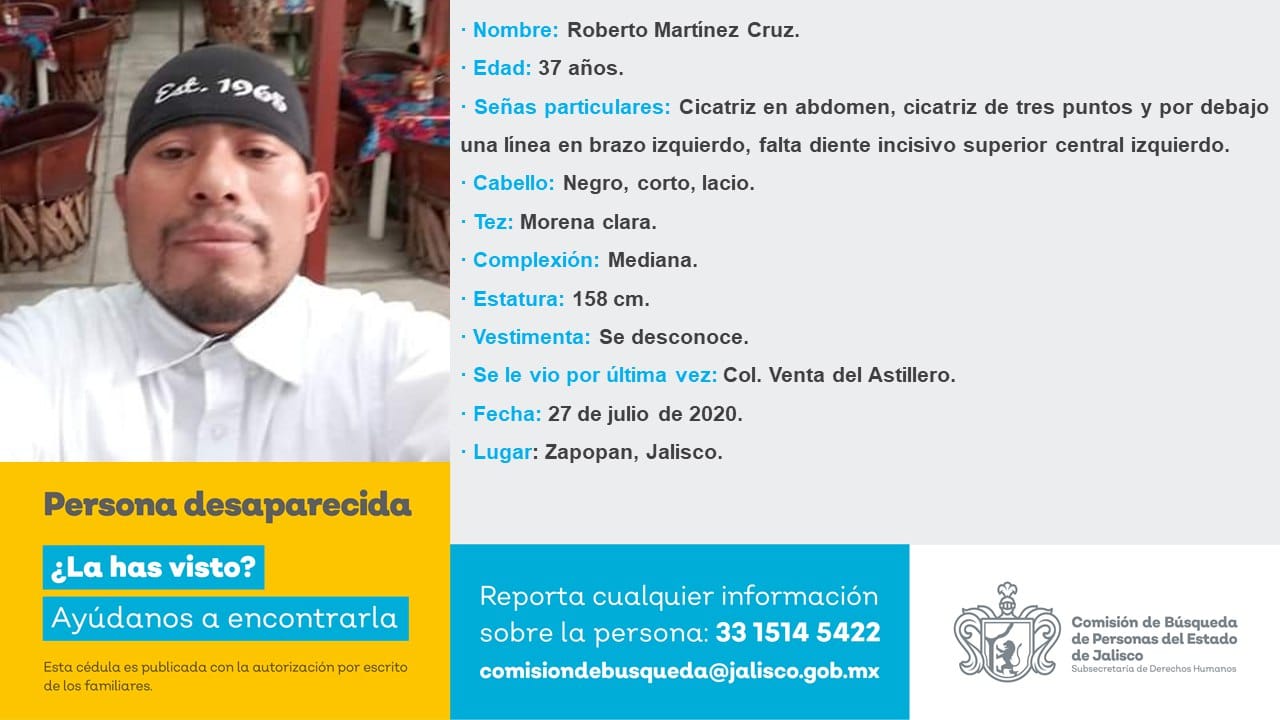 Est. 1965
· Nombre: Roberto Martínez Cruz.
· Edad: 37 años.
· Señas particulares: Cicatriz en abdomen, cicatriz de tres puntos y por debajo
una línea en brazo izquierdo, falta diente incisivo superior central izquierdo.
· Cabello: Negro, corto, lacio.
· Tez: Morena clara.
· Complexión: Mediana.
· Estatura: 158 cm.
· Vestimenta: Se desconoce.
· Se le vio por última vez: Col. Venta del Astillero.
· Fecha: 27 de julio de 2020.
· Lugar: Zapopan, Jalisco.
Persona desaparecida
¿La has visto?
Ayúdanos a encontrarla
Esta cédula es publicada con la autorización por escrito
de los familiares.
Reporta cualquier información
sobre la persona: 33 1514 5422
comisiondebusqueda@jalisco.gob.mx
Comisión de Búsqueda
de Personas del Estado
de Jalisco
Subsecretaría de Derechos Humanos